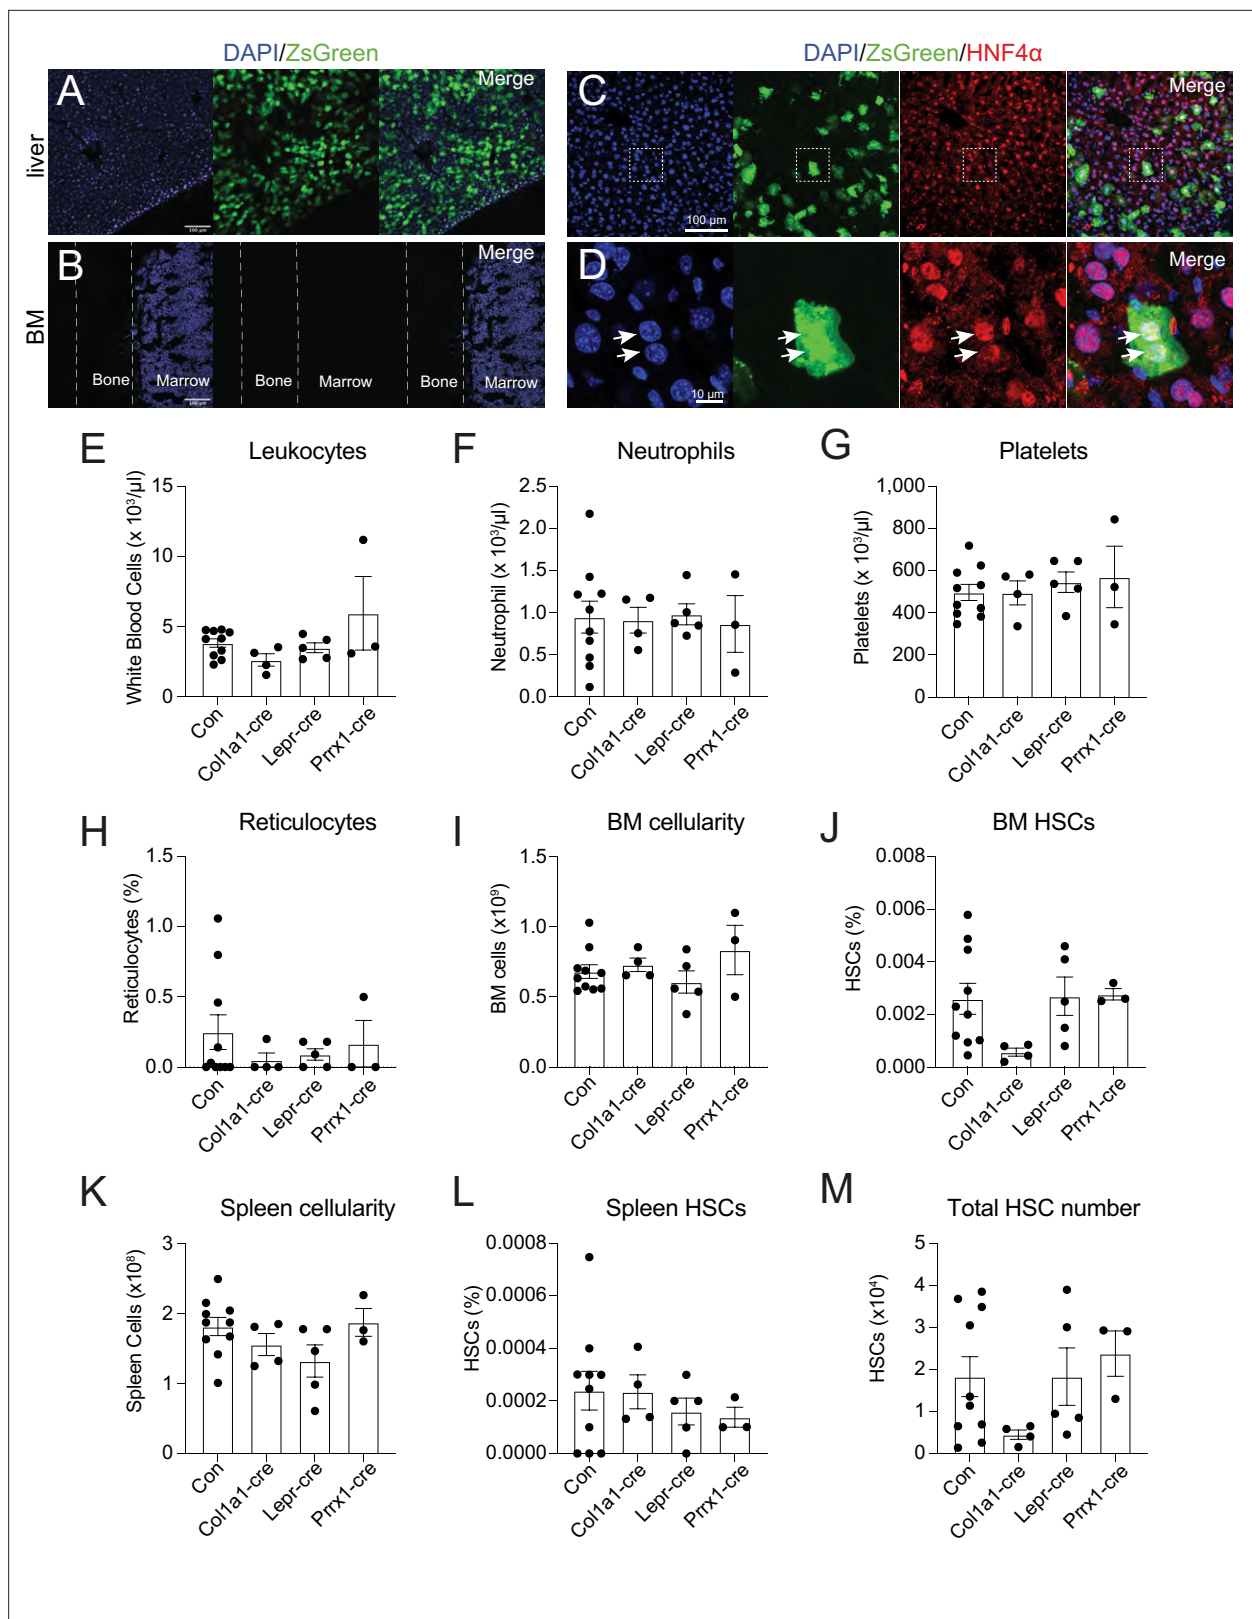 DAPI/ZsGreen
DAPI/ZsGreen/HNF4α
liver
A
Merge
100 µm
C
Merge
100 µm
BM
B
Merge
Bone
Marrow
Bone
Marrow
Bone
Marrow
100 µm
D
Merge
10 µm
E
Leukocytes
White Blood Cells (x 10³/µl)
15
10
5
0
Con
Col1a1-cre
Lepr-cre
Prrx1-cre
F
Neutrophils
Neutrophil (x 10³/µl)
2.5
2.0
1.5
1.0
0.5
0.0
Con
Col1a1-cre
Lepr-cre
Prrx1-cre
G
Platelets
Platelets (x 10³/µl)
1,000
800
600
400
200
0
Con
Col1a1-cre
Lepr-cre
Prrx1-cre
H
Reticulocytes
Reticulocytes (%)
1.5
1.0
0.5
0.0
Con
Col1a1-cre
Lepr-cre
Prrx1-cre
I
BM cellularity
BM cells (x10⁹)
1.5
1.0
0.5
0.0
Con
Col1a1-cre
Lepr-cre
Prrx1-cre
J
BM HSCs
HSCs (%)
0.008
0.006
0.004
0.002
0.000
Con
Col1a1-cre
Lepr-cre
Prrx1-cre
K
Spleen cellularity
Spleen Cells (x10⁸)
3
2
1
0
Con
Col1a1-cre
Lepr-cre
Prrx1-cre
L
Spleen HSCs
HSCs (%)
0.0008
0.0006
0.0004
0.0002
0.0000
Con
Col1a1-cre
Lepr-cre
Prrx1-cre
M
Total HSC number
HSCs (x10⁴)
5
4
3
2
1
0
Con
Col1a1-cre
Lepr-cre
Prrx1-cre